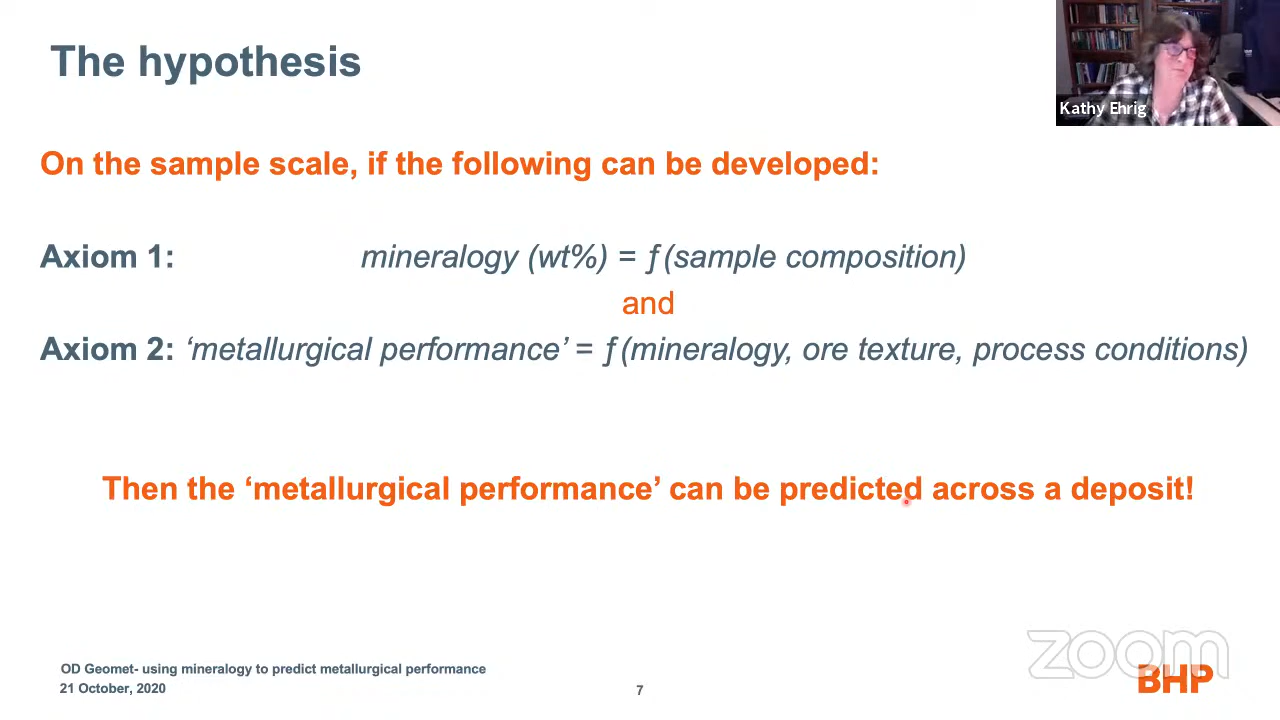 The hypothesis
Kathy Ehrig
On the sample scale, if the following can be developed:
Axiom 1: mineralogy (wt%) = ƒ(sample composition)
and
Axiom 2: ‘metallurgical performance’ = ƒ(mineralogy, ore texture, process conditions)
Then the ‘metallurgical performance’ can be predicted across a deposit!
OD Geomet- using mineralogy to predict metallurgical performance
21 October, 2020
7
zoom
BHP